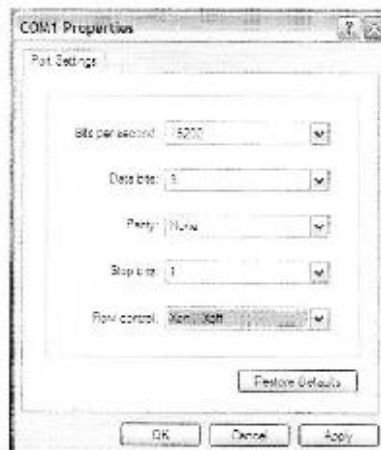 COM1 Properties
Port Settings
Bits per second:
Data bits:
Parity: None
Stop bits: 1
Flow control: Xon / Xoff
Restore Defaults
OK Cancel Apply